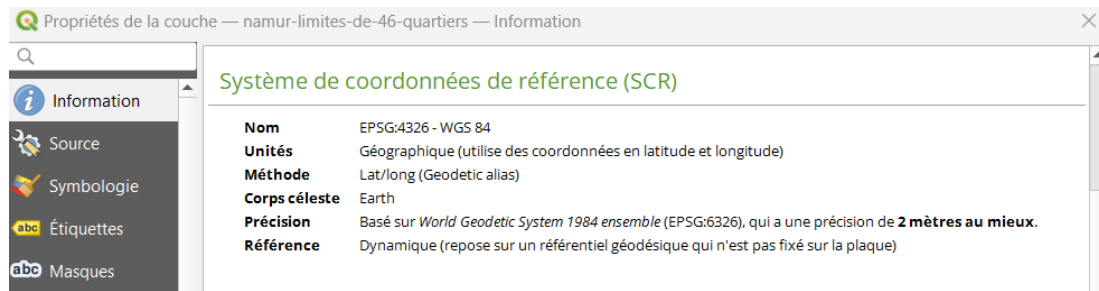 Propriétés de la couche — namur-limites-de-46-quartiers — Information
Information
Source
Symbologie
abc Étiquettes
abc Masques
Système de coordonnées de référence (SCR)
Nom EPSG:4326 - WGS 84
Unités Géographique (utilise des coordonnées en latitude et longitude)
Méthode Lat/long (Geodetic alias)
Corps céleste Earth
Précision Basé sur World Geodetic System 1984 ensemble (EPSG:6326), qui a une précision de 2 mètres au mieux.
Référence Dynamique (repose sur un référentiel géodésique qui n'est pas fixé sur la plaque)